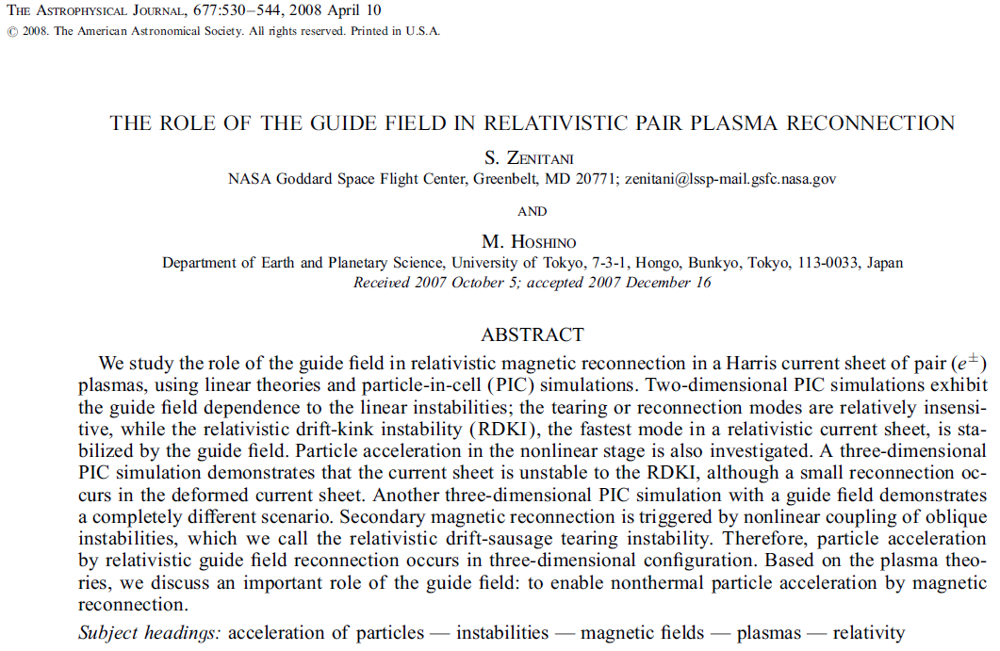 THE ASTROPHYSICAL JOURNAL, 677:530–544, 2008 April 10
© 2008. The American Astronomical Society. All rights reserved. Printed in U.S.A.
THE ROLE OF THE GUIDE FIELD IN RELATIVISTIC PAIR PLASMA RECONNECTION
S. ZENITANI
NASA Goddard Space Flight Center, Greenbelt, MD 20771; zenitani@lssp-mail.gsfc.nasa.gov
AND
M. HOSHINO
Department of Earth and Planetary Science, University of Tokyo, 7-3-1, Hongo, Bunkyo, Tokyo, 113-0033, Japan
Received 2007 October 5; accepted 2007 December 16
ABSTRACT
We study the role of the guide field in relativistic magnetic reconnection in a Harris current sheet of pair (e±)
plasmas, using linear theories and particle-in-cell (PIC) simulations. Two-dimensional PIC simulations exhibit
the guide field dependence to the linear instabilities; the tearing or reconnection modes are relatively insensi-
tive, while the relativistic drift-kink instability (RDKI), the fastest mode in a relativistic current sheet, is sta-
bilized by the guide field. Particle acceleration in the nonlinear stage is also investigated. A three-dimensional
PIC simulation demonstrates that the current sheet is unstable to the RDKI, although a small reconnection oc-
curs in the deformed current sheet. Another three-dimensional PIC simulation with a guide field demonstrates
a completely different scenario. Secondary magnetic reconnection is triggered by nonlinear coupling of oblique
instabilities, which we call the relativistic drift-sausage tearing instability. Therefore, particle acceleration
by relativistic guide field reconnection occurs in three-dimensional configuration. Based on the plasma theo-
ries, we discuss an important role of the guide field: to enable nonthermal particle acceleration by magnetic
reconnection.
Subject headings: acceleration of particles — instabilities — magnetic fields — plasmas — relativity